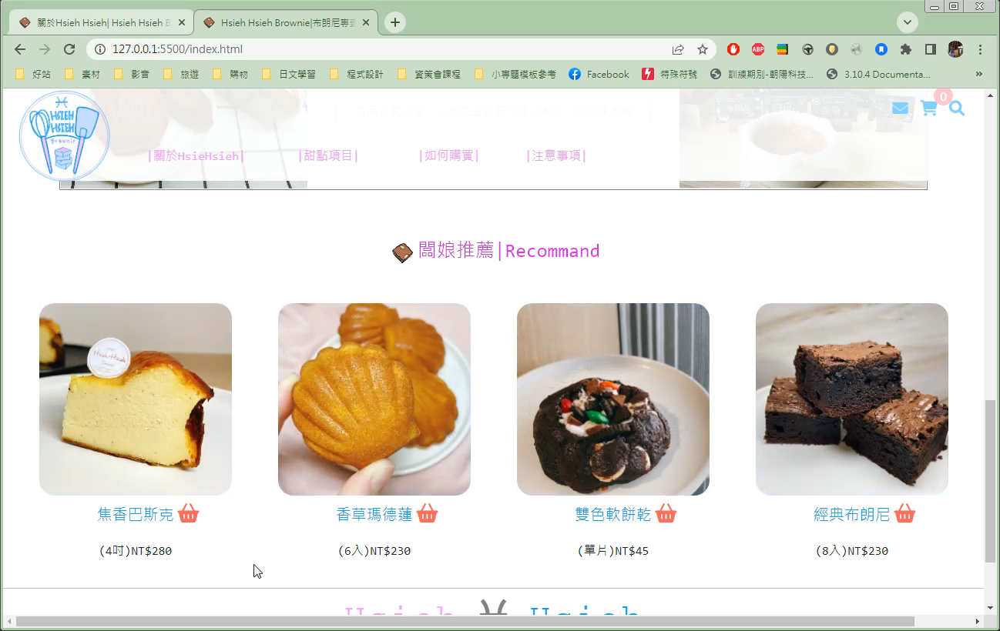 關於Hsieh Hsieh| Hsieh Hsieh B
Hsieh Hsieh Brownie|布朗尼專賣
127.0.0.1:5500/index.html
ABP
好站
素材
影音
旅遊
購物
日文學習
程式設計
資策會課程
小專題模板參考
Facebook
特殊符號
訓練期別-朝陽科技...
3.10.4 Documenta...
»
HSIEH
HSIEH
0
|關於HsieHsieh|
|甜點項目|
|如何購買|
|注意事項|
闆娘推薦|Recommand
Hsieh Hsieh
焦香巴斯克
香草瑪德蓮
雙色軟餅乾
經典布朗尼
(4吋)NT$280
(6入)NT$230
(單片)NT$45
(8入)NT$230
Hsieh Hsieh